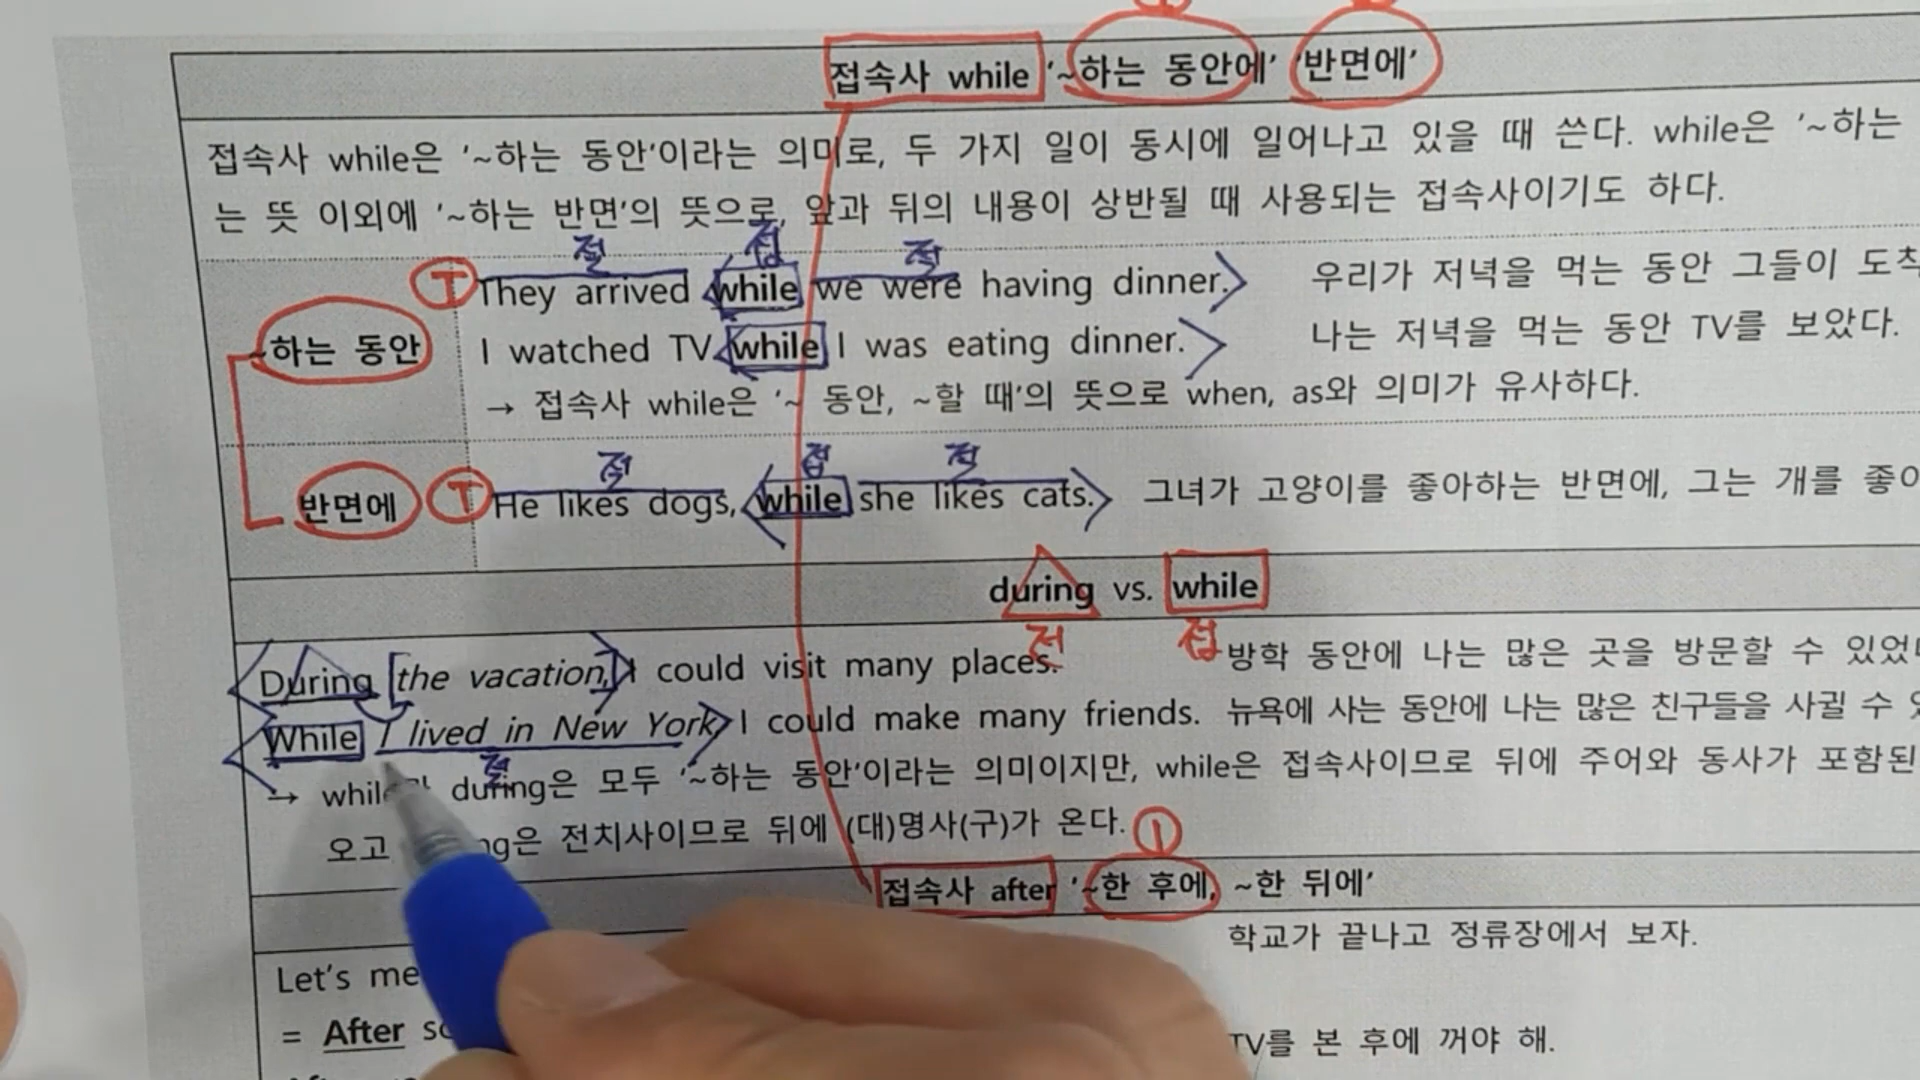 접속사 while '~하는 동안에' '반면에'
접속사 while은 '~하는 동안'이라는 의미로, 두 가지 일이 동시에 일어나고 있을 때 쓴다. while은 '~하는
는 뜻 이외에 '~하는 반면'의 뜻으로, 앞과 뒤의 내용이 상반될 때 사용되는 접속사이기도 하다.
절 접 절
~하는 동안
T They arrived while we were having dinner. 우리가 저녁을 먹는 동안 그들이 도착
I watched TV while I was eating dinner. 나는 저녁을 먹는 동안 TV를 보았다.
→ 접속사 while은 '~ 동안, ~할 때'의 뜻으로 when, as와 의미가 유사하다.
절 접 절
반면에 T He likes dogs, while she likes cats. 그녀가 고양이를 좋아하는 반면에, 그는 개를 좋아
during vs. while
전 접
During the vacation, I could visit many places. 방학 동안에 나는 많은 곳을 방문할 수 있었
While I lived in New York, I could make many friends. 뉴욕에 사는 동안에 나는 많은 친구들을 사귈 수
절
→ while during은 모두 '~하는 동안'이라는 의미이지만, while은 접속사이므로 뒤에 주어와 동사가 포함된
오고 은 전치사이므로 뒤에 (대)명사(구)가 온다.
①
접속사 after '~한 후에, ~한 뒤에'
학교가 끝나고 정류장에서 보자.
Let's me
= After sc
TV를 본 후에 꺼야 해.